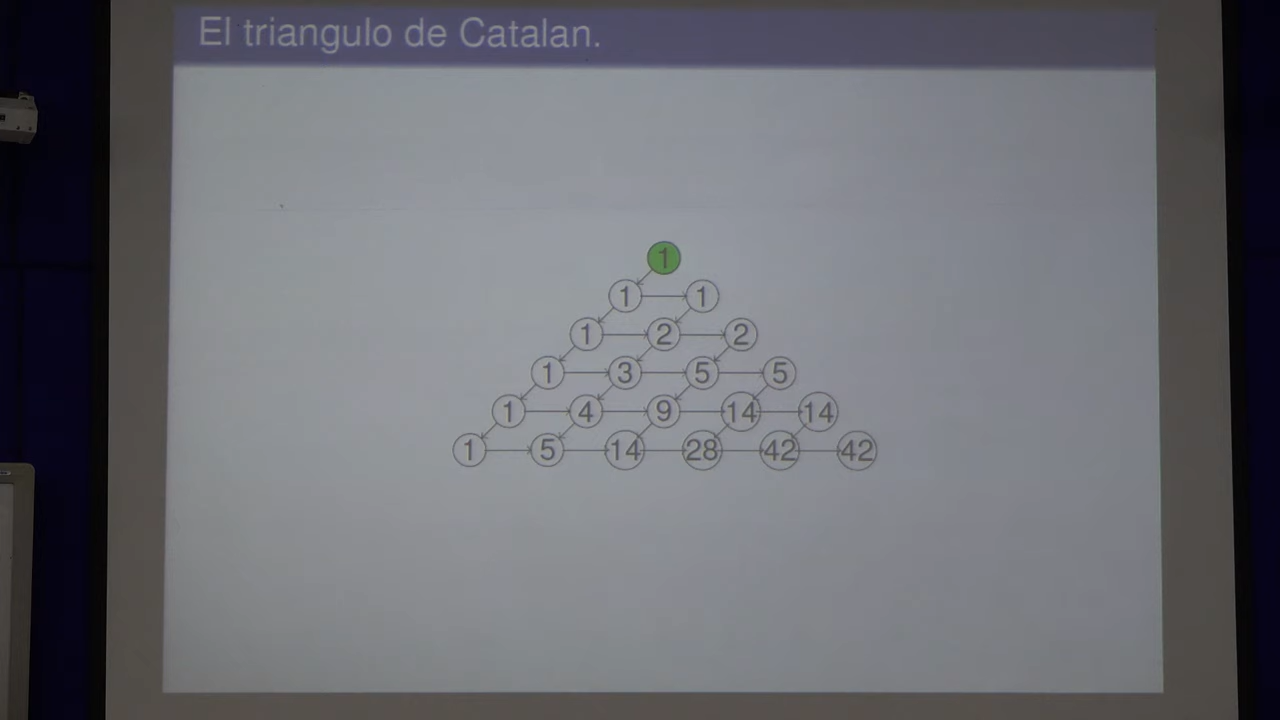 El triangulo de Catalan.
1
1 1
1 2 2
1 3 5 5
1 4 9 14 14
1 5 14 28 42 42